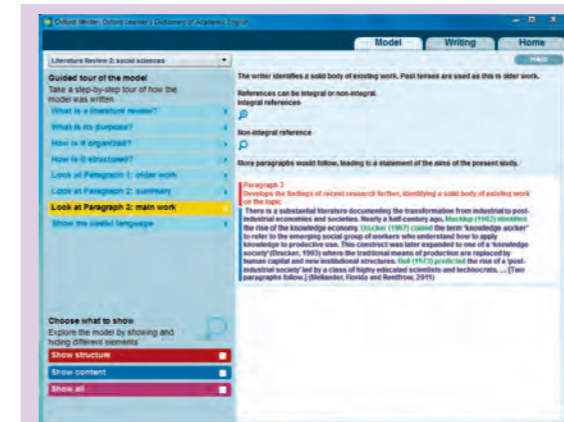 Oxford iWriter: Oxford Learner's Dictionary of Academic English
Model
Writing
Home
Literature Review 2: social sciences
Guided tour of the model
Take a step-by-step tour of how the
model was written
What is a literature review?
What is its purpose?
How is it organized?
How is it structured?
Look at Paragraph 1: older work
Look at Paragraph 2: summary
Look at Paragraph 3: main work
Show me useful language
Choose what to show
Explore the model by showing and
hiding different elements
Show structure
Show content
Show all
The writer identifies a solid body of existing work. Past tenses are used as this is older work.
References can be integral or non-integral.
Integral references
Non-integral reference
More paragraphs would follow, leading to a statement of the aims of the present study.
Paragraph 3
Develops the findings of recent research further, identifying a solid body of existing work
on the topic
There is a substantial literature documenting the transformation from industrial to post-
industrial economies and societies. Nearly a half-century ago, Machlup (1962) identified
the rise of the knowledge economy. Drucker (1967) coined the term 'knowledge worker'
to refer to the emerging social group of workers who understand how to apply
knowledge to productive use. This construct was later expanded to one of a 'knowledge
society' (Drucker, 1993) where the traditional means of production are replaced by
human capital and new institutional structures. Bell (1973) predicted the rise of a 'post-
industrial society' led by a class of highly educated scientists and technocrats. ... [Two
paragraphs follow.] (Mellander, Florida and Rentfrow, 2011)